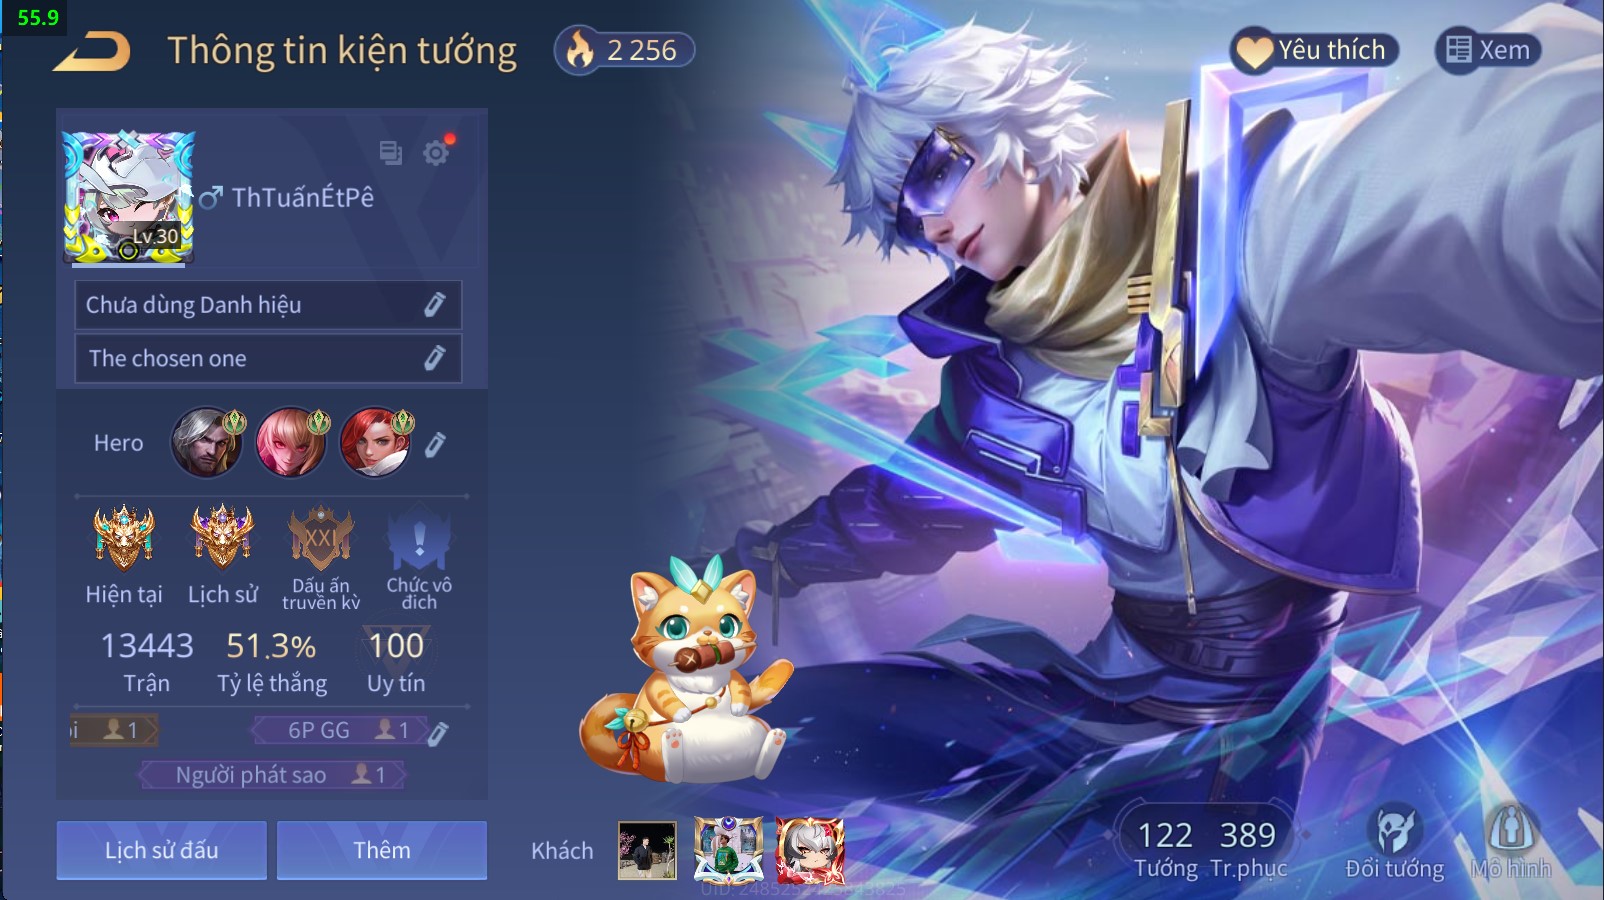 55.9
Thông tin kiện tướng
2 256
Yêu thích
Xem
ThTuấnÉtPê
Lv.30
Chưa dùng Danh hiệu
The chosen one
Hero
XXI
Hiện tại
Lịch sử
Dấu ấn
truyền kỳ
Chức vô
địch
13443
51.3%
100
Trận
Tỷ lệ thắng
Uy tín
1
6P GG 1
Người phát sao 1
Lịch sử đấu
Thêm
Khách
122 389
Tướng Tr.phục
Đổi tướng
Mô hình